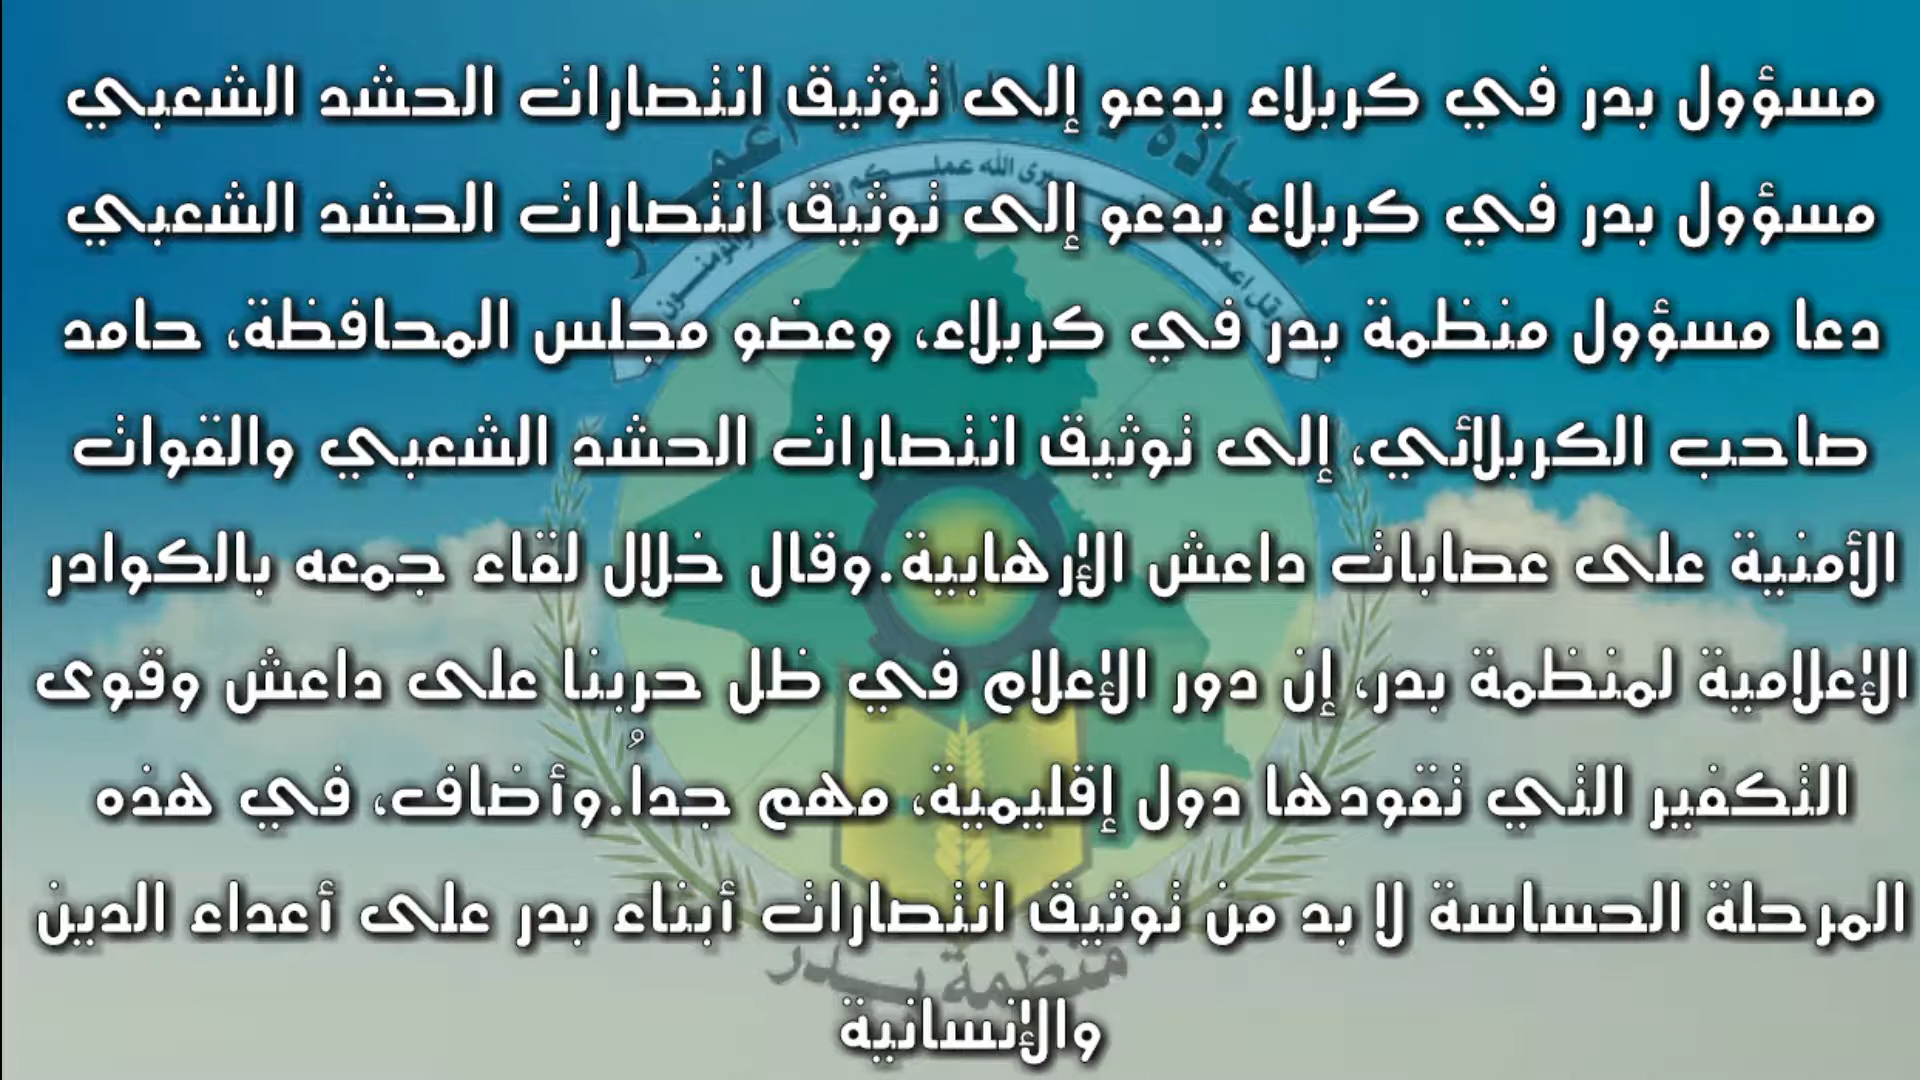 مسؤول بدر في كربلاء يدعو إلى توثيق انتصارات الحشد الشعبي
مسؤول بدر في كربلاء يدعو إلى توثيق انتصارات الحشد الشعبي
دعا مسؤول منظمة بدر في كربلاء، وعضو مجلس المحافظة، حامد
صاحب الكربلائي، إلى توثيق انتصارات الحشد الشعبي والقوات
الأمنية على عصابات داعش الإرهابية.وقال خلال لقاء جمعه بالكوادر
الإعلامية لمنظمة بدر، إن دور الإعلام في ظل حربنا على داعش وقوى
التكفير التي تقودها دول إقليمية، مهم جداُ.وأضاف، في هذه
المرحلة الحساسة لا بد من توثيق انتصارات أبناء بدر على أعداء الدين
منظمة بدر
والإنسانية